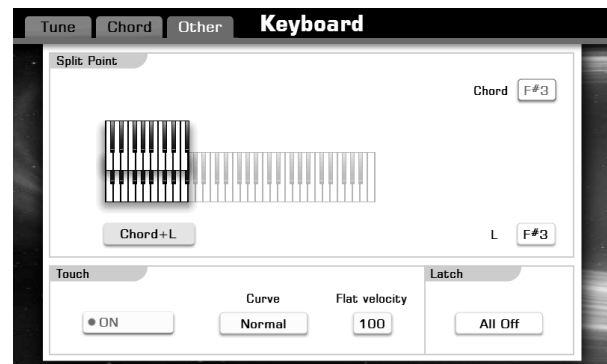 Tune Chord Other Keyboard
Split Point
Chord F#3
Chord+L L F#3
Touch Latch
Curve Flat velocity
ON Normal 100 All Off